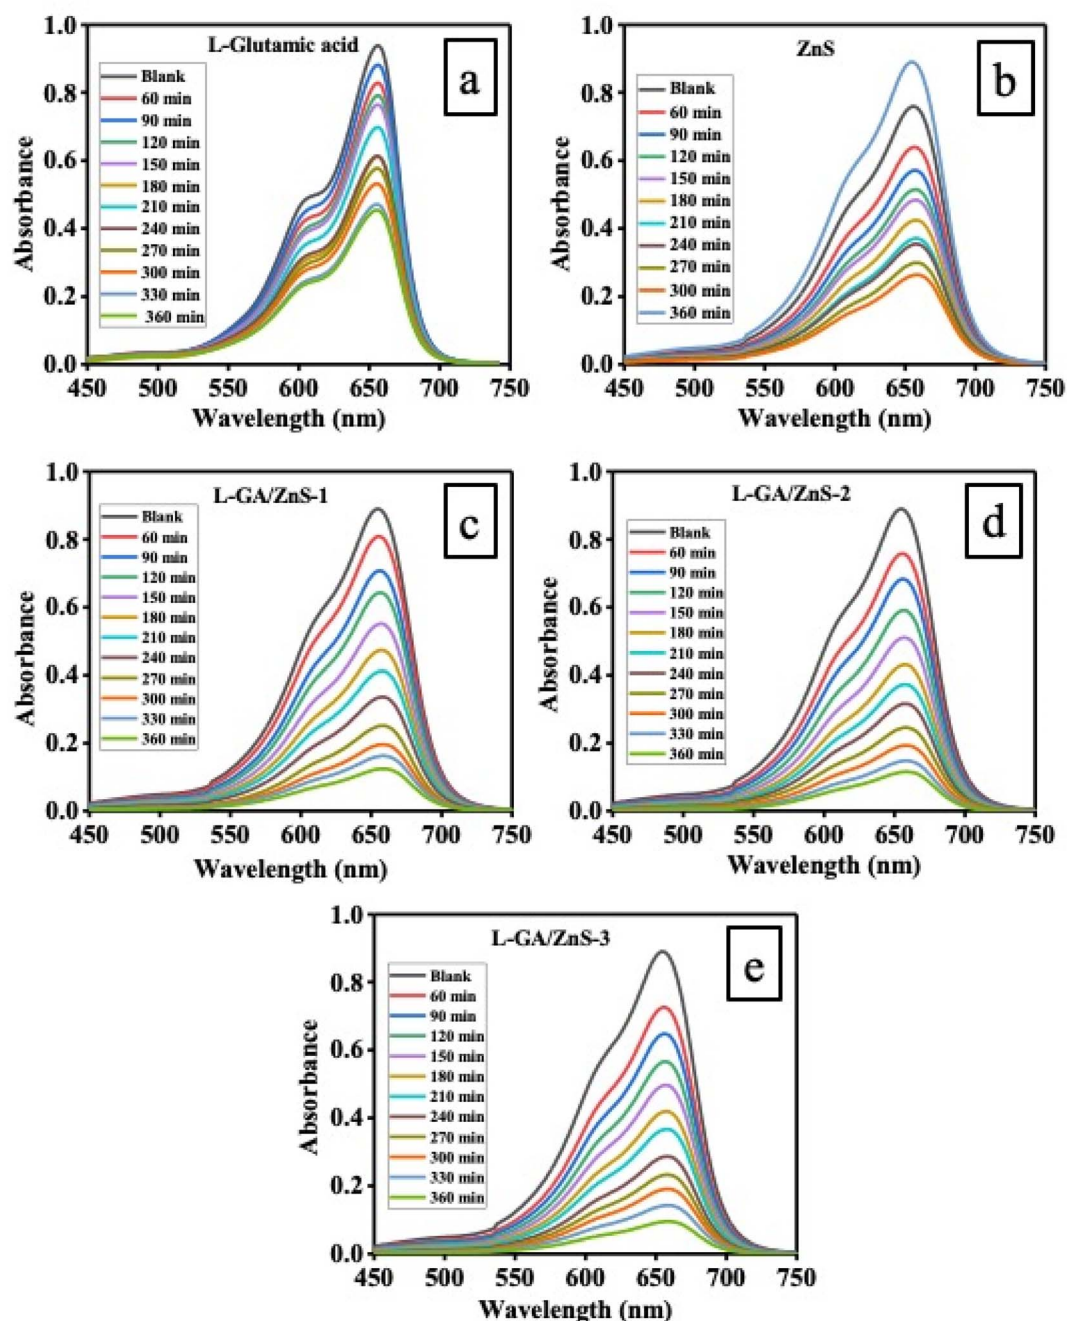 L-Glutamic acid
a
Blank
60 min
90 min
120 min
150 min
180 min
210 min
240 min
270 min
300 min
330 min
360 min
1.0
0.8
0.6
0.4
0.2
0.0
Absorbance
450 500 550 600 650 700 750
Wavelength (nm)
ZnS
b
Blank
60 min
90 min
120 min
150 min
180 min
210 min
240 min
270 min
300 min
360 min
1.0
0.8
0.6
0.4
0.2
0.0
Absorbance
450 500 550 600 650 700 750
Wavelength (nm)
L-GA/ZnS-1
c
Blank
60 min
90 min
120 min
150 min
180 min
210 min
240 min
270 min
300 min
330 min
360 min
1.0
0.8
0.6
0.4
0.2
0.0
Absorbance
450 500 550 600 650 700 750
Wavelength (nm)
L-GA/ZnS-2
d
Blank
60 min
90 min
120 min
150 min
180 min
210 min
240 min
270 min
300 min
330 min
360 min
1.0
0.8
0.6
0.4
0.2
0.0
Absorbance
450 500 550 600 650 700 750
Wavelength (nm)
L-GA/ZnS-3
e
Blank
60 min
90 min
120 min
150 min
180 min
210 min
240 min
270 min
300 min
330 min
360 min
1.0
0.8
0.6
0.4
0.2
0.0
Absorbance
450 500 550 600 650 700 750
Wavelength (nm)